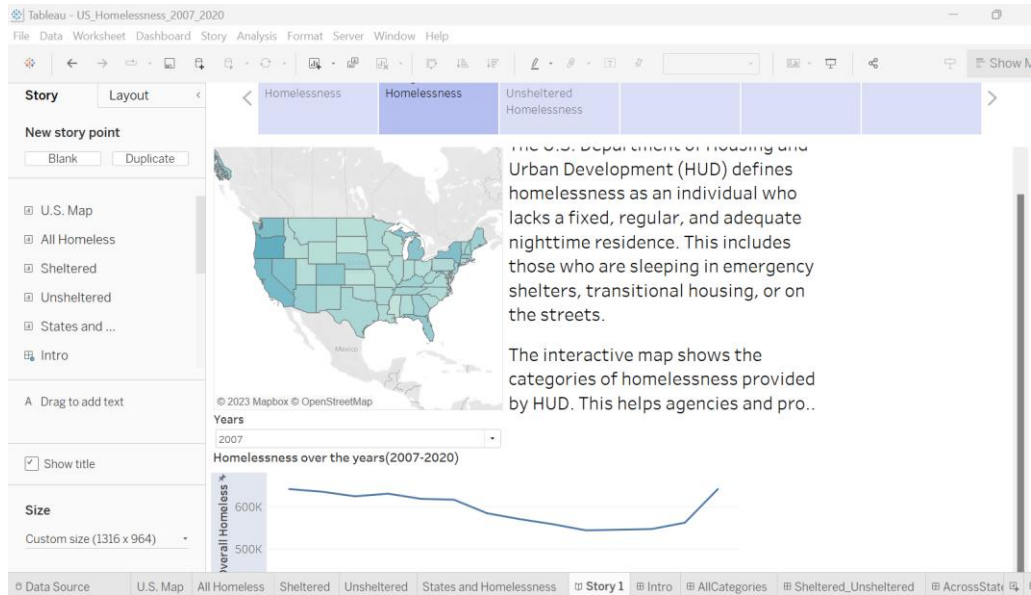 Tableau - US_Homelessness_2007_2020
File Data Worksheet Dashboard Story Analysis Format Server Window Help
Show M
Story Layout
New story point
Blank Duplicate
U.S. Map
All Homeless
Sheltered
Unsheltered
States and ...
Intro
A Drag to add text
Show title
Size
Custom size (1316 x 964)
Homelessness
Homelessness
Unsheltered
Homelessness
The U.S. Department of Housing and
Urban Development (HUD) defines
homelessness as an individual who
lacks a fixed, regular, and adequate
nighttime residence. This includes
those who are sleeping in emergency
shelters, transitional housing, or on
the streets.
The interactive map shows the
categories of homelessness provided
by HUD. This helps agencies and pro..
Mexico
© 2023 Mapbox © OpenStreetMap
Years
2007
Homelessness over the years(2007-2020)
Overall Homeless
600K
500K
Data Source U.S. Map All Homeless Sheltered Unsheltered States and Homelessness Story 1 Intro AllCategories Sheltered_Unsheltered AcrossState